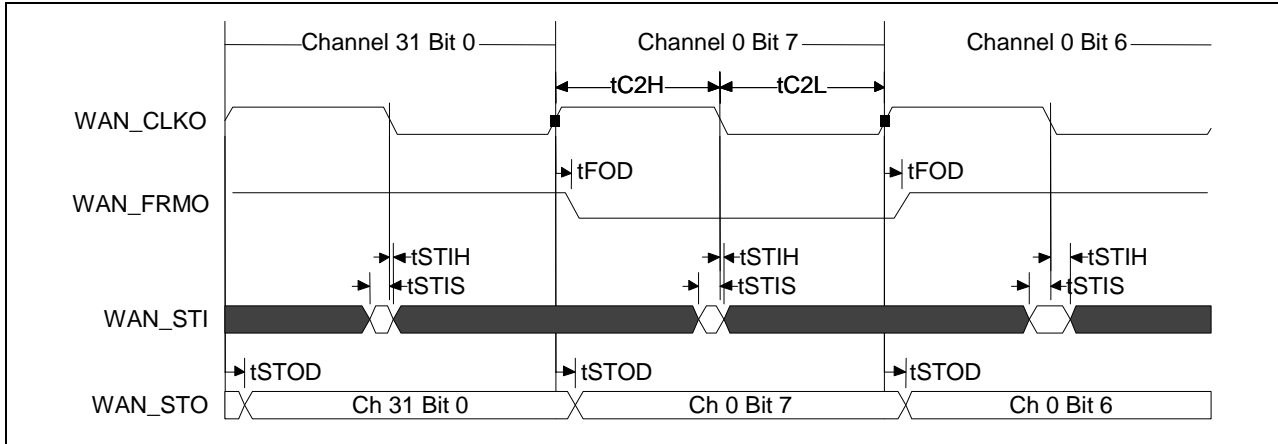 Channel 31 Bit 0
Channel 0 Bit 7
Channel 0 Bit 6
tC2H
tC2L
WAN_CLKO
tFOD
tFOD
WAN_FRMO
tSTIH
tSTIH
tSTIH
tSTIS
tSTIS
tSTIS
WAN_STI
tSTOD
tSTOD
tSTOD
WAN_STO
Ch 31 Bit 0
Ch 0 Bit 7
Ch 0 Bit 6